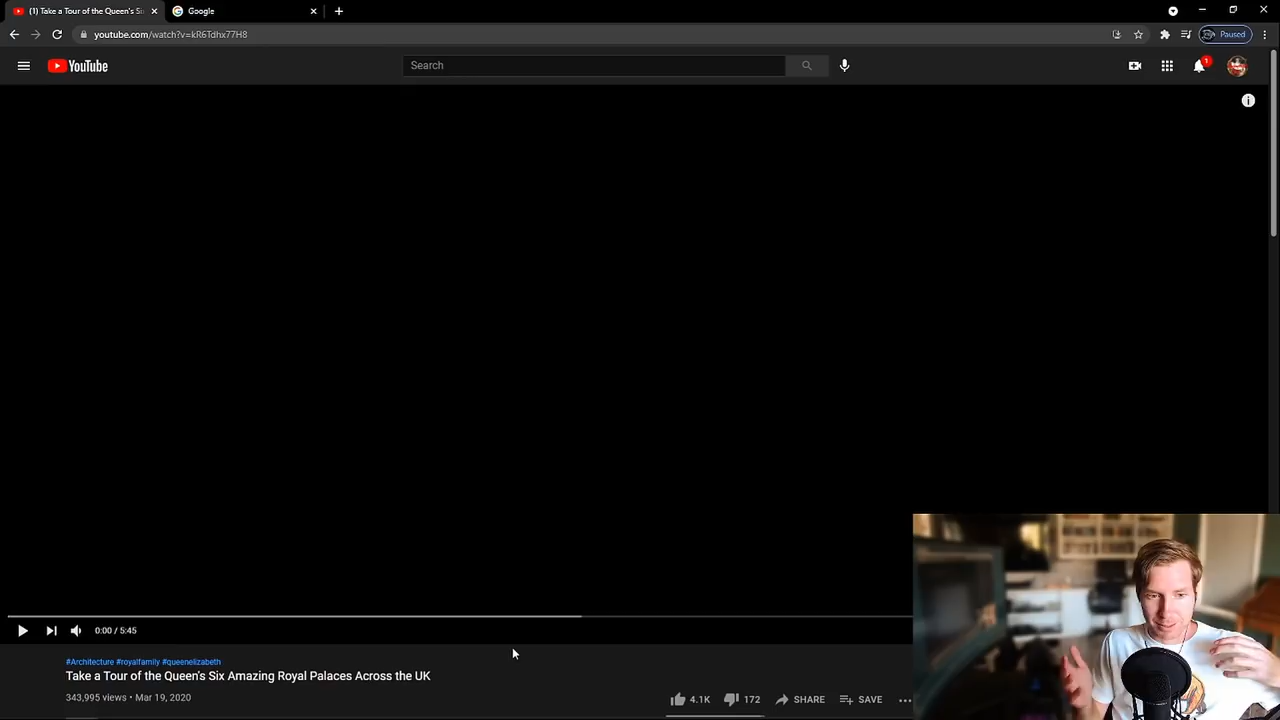 (1) Take a Tour of the Queen's Si
Google
youtube.com/watch?v=kR6Tdhx77H8
Paused
YouTube
Search
1
0:00 / 5:45
#Architecture #royalfamily #queenelizabeth
Take a Tour of the Queen's Six Amazing Royal Palaces Across the UK
343,995 views • Mar 19, 2020
4.1K
172
SHARE
SAVE